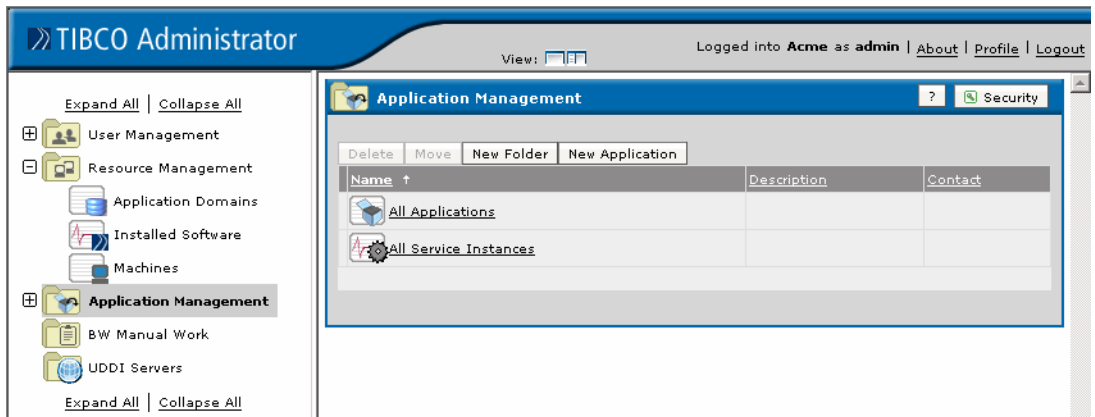 TIBCO Administrator
View:
Logged into Acme as admin | About | Profile | Logout
Expand All | Collapse All
User Management
Resource Management
Application Domains
Installed Software
Machines
Application Management
BW Manual Work
UDDI Servers
Expand All | Collapse All
Application Management
? Security
Delete Move New Folder New Application
Name ↑ Description Contact
All Applications
All Service Instances